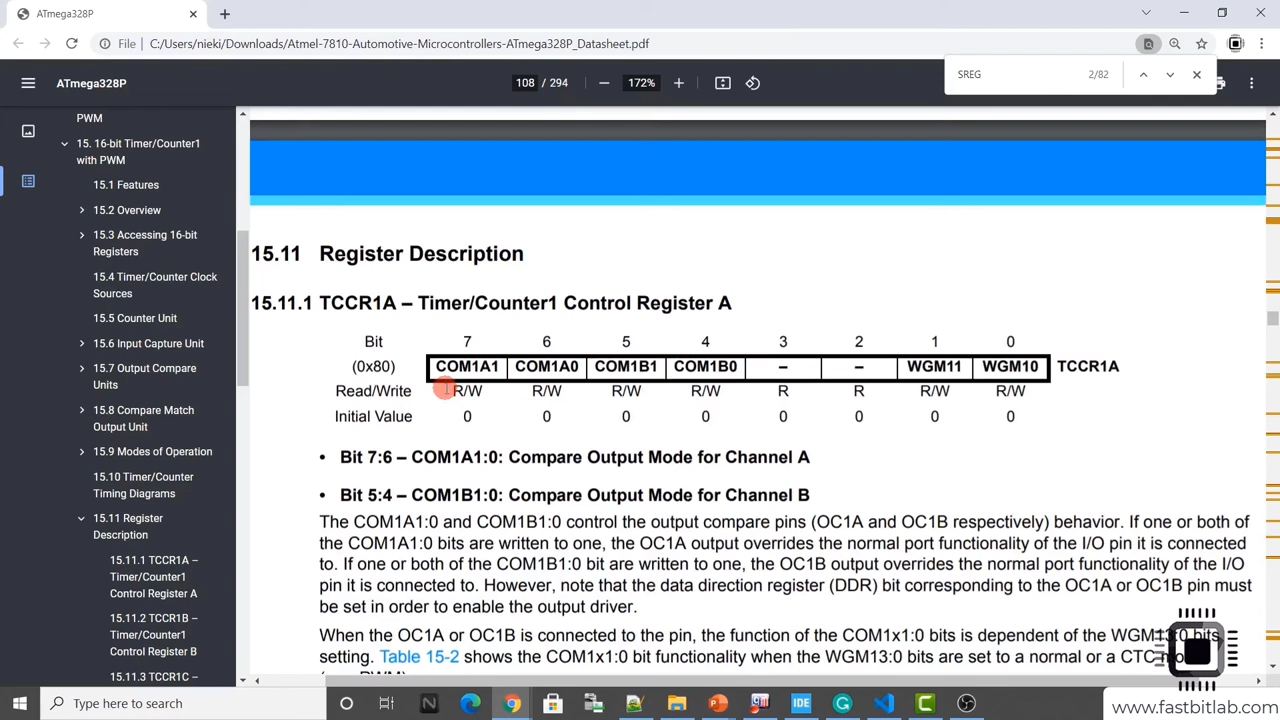 ATmega328P
File C:/Users/nieki/Downloads/Atmel-7810-Automotive-Microcontrollers-ATmega328P_Datasheet.pdf
SREG 2/82
ATmega328P 108 / 294 172%
PWM
15. 16-bit Timer/Counter1
with PWM
15.1 Features
15.2 Overview
15.3 Accessing 16-bit
Registers
15.4 Timer/Counter Clock
Sources
15.5 Counter Unit
15.6 Input Capture Unit
15.7 Output Compare
Units
15.8 Compare Match
Output Unit
15.9 Modes of Operation
15.10 Timer/Counter
Timing Diagrams
15.11 Register
Description
15.11.1 TCCR1A –
Timer/Counter1
Control Register A
15.11.2 TCCR1B –
Timer/Counter1
Control Register B
15.11.3 TCCR1C –
15.11 Register Description
15.11.1 TCCR1A – Timer/Counter1 Control Register A
Bit 7 6 5 4 3 2 1 0
(0x80) COM1A1 COM1A0 COM1B1 COM1B0 – – WGM11 WGM10 TCCR1A
Read/Write R/W R/W R/W R/W R R R/W R/W
Initial Value 0 0 0 0 0 0 0 0
• Bit 7:6 – COM1A1:0: Compare Output Mode for Channel A
• Bit 5:4 – COM1B1:0: Compare Output Mode for Channel B
The COM1A1:0 and COM1B1:0 control the output compare pins (OC1A and OC1B respectively) behavior. If one or both of
the COM1A1:0 bits are written to one, the OC1A output overrides the normal port functionality of the I/O pin it is connected
to. If one or both of the COM1B1:0 bit are written to one, the OC1B output overrides the normal port functionality of the I/O
pin it is connected to. However, note that the data direction register (DDR) bit corresponding to the OC1A or OC1B pin must
be set in order to enable the output driver.
When the OC1A or OC1B is connected to the pin, the function of the COM1x1:0 bits is dependent of the WGM13:0 bits
setting. Table 15-2 shows the COM1x1:0 bit functionality when the WGM13:0 bits are set to a normal or a CTC
Type here to search
IDE
www.fastbitlab.com